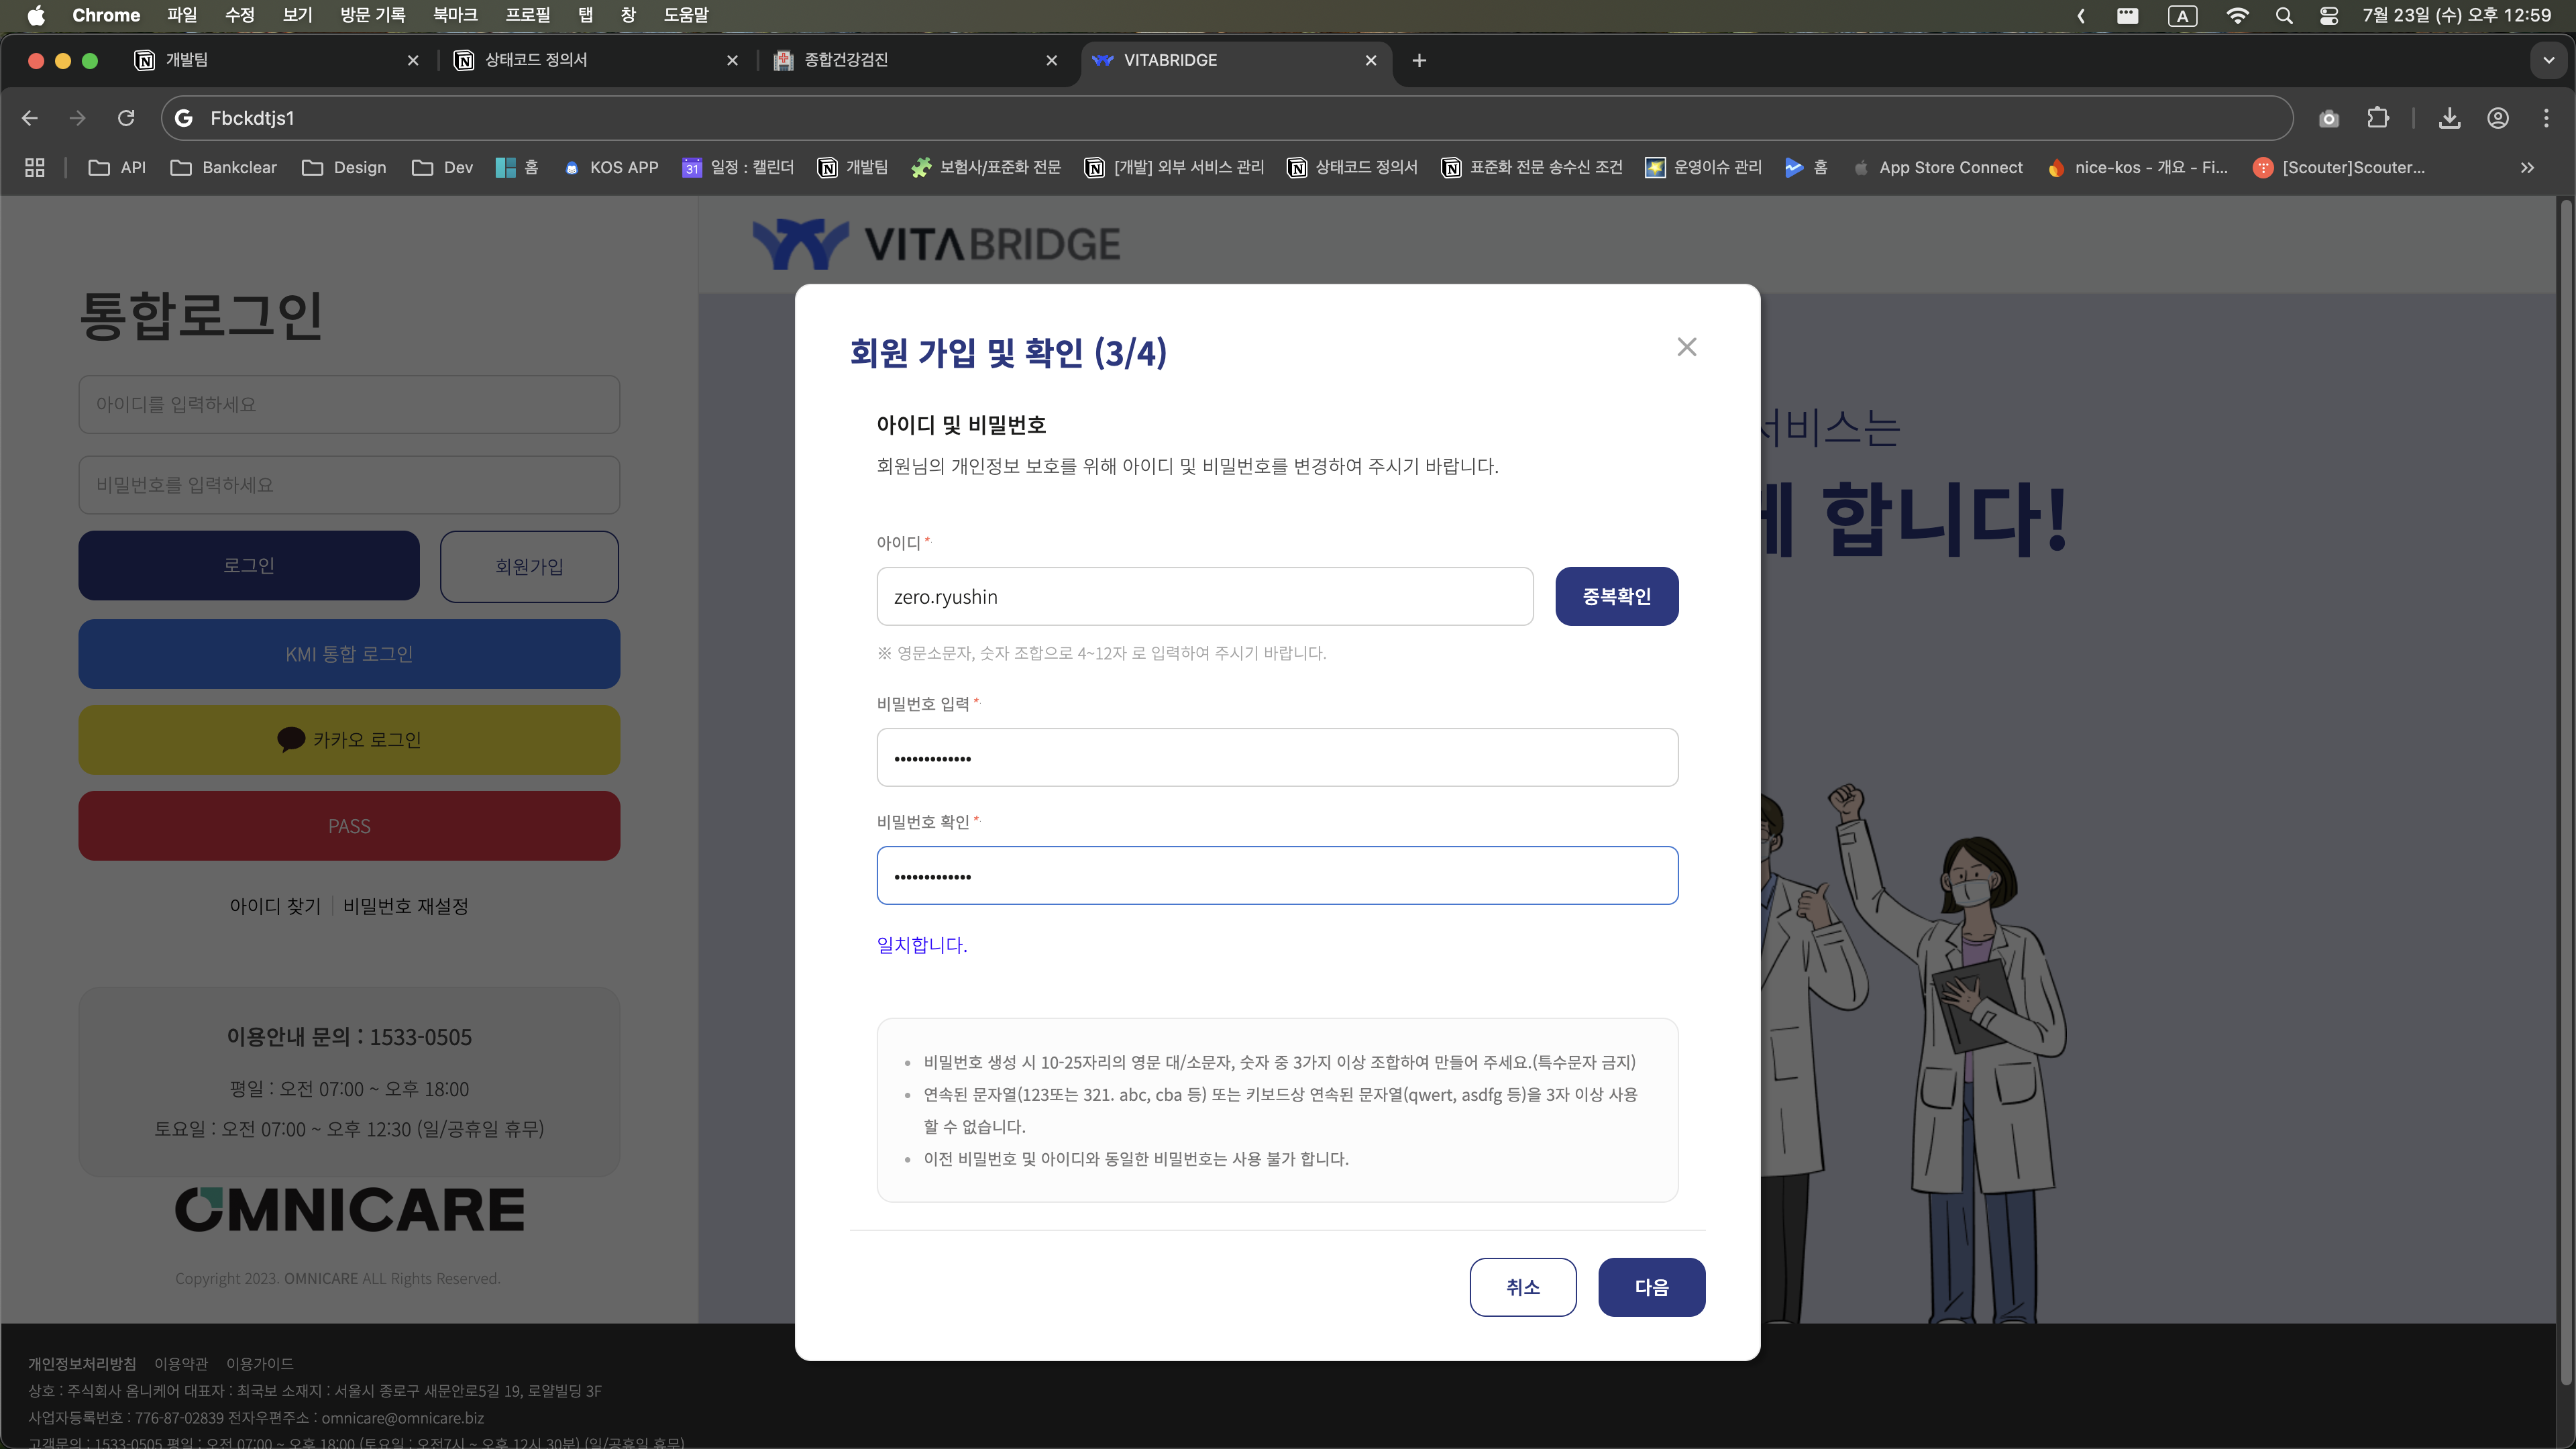 Chrome 파일 수정 보기 방문 기록 북마크 프로필 탭 창 도움말
A 7월 23일 (수) 오후 12:59
개발팀 상태코드 정의서 종합건강검진 VITABRIDGE
Fbckdtjs1
API Bankclear Design Dev 홈 KOS APP 31 일정 : 캘린더 개발팀 보험사/표준화 전문 [개발] 외부 서비스 관리 상태코드 정의서 표준화 전문 송수신 조건 운영이슈 관리 홈 App Store Connect nice-kos - 개요 - Fi... [Scouter]Scouter...
통합로그인
아이디를 입력하세요
비밀번호를 입력하세요
로그인 회원가입
KMI 통합 로그인
카카오 로그인
PASS
아이디 찾기 비밀번호 재설정
이용안내 문의 : 1533-0505
평일 : 오전 07:00 ~ 오후 18:00
토요일 : 오전 07:00 ~ 오후 12:30 (일/공휴일 휴무)
OMNICARE
Copyright 2023. OMNICARE ALL Rights Reserved.
VITABRIDGE
서비스는
합니다!
회원 가입 및 확인 (3/4)
아이디 및 비밀번호
회원님의 개인정보 보호를 위해 아이디 및 비밀번호를 변경하여 주시기 바랍니다.
아이디 *
zero.ryushin 중복확인
※ 영문소문자, 숫자 조합으로 4~12자 로 입력하여 주시기 바랍니다.
비밀번호 입력 *
•••••••••••••
비밀번호 확인 *
•••••••••••••
일치합니다.
• 비밀번호 생성 시 10-25자리의 영문 대/소문자, 숫자 중 3가지 이상 조합하여 만들어 주세요.(특수문자 금지)
• 연속된 문자열(123또는 321. abc, cba 등) 또는 키보드상 연속된 문자열(qwert, asdfg 등)을 3자 이상 사용
할 수 없습니다.
• 이전 비밀번호 및 아이디와 동일한 비밀번호는 사용 불가 합니다.
취소 다음
개인정보처리방침 이용약관 이용가이드
상호 : 주식회사 옴니케어 대표자 : 최국보 소재지 : 서울시 종로구 새문안로5길 19, 로얄빌딩 3F
사업자등록번호 : 776-87-02839 전자우편주소 : omnicare@omnicare.biz
고객문의 : 1533-0505 평일 : 오전 07:00 ~ 오후 18:00 (토요일 : 오전7시 ~ 오후 12시 30분) (일/공휴일 휴무)